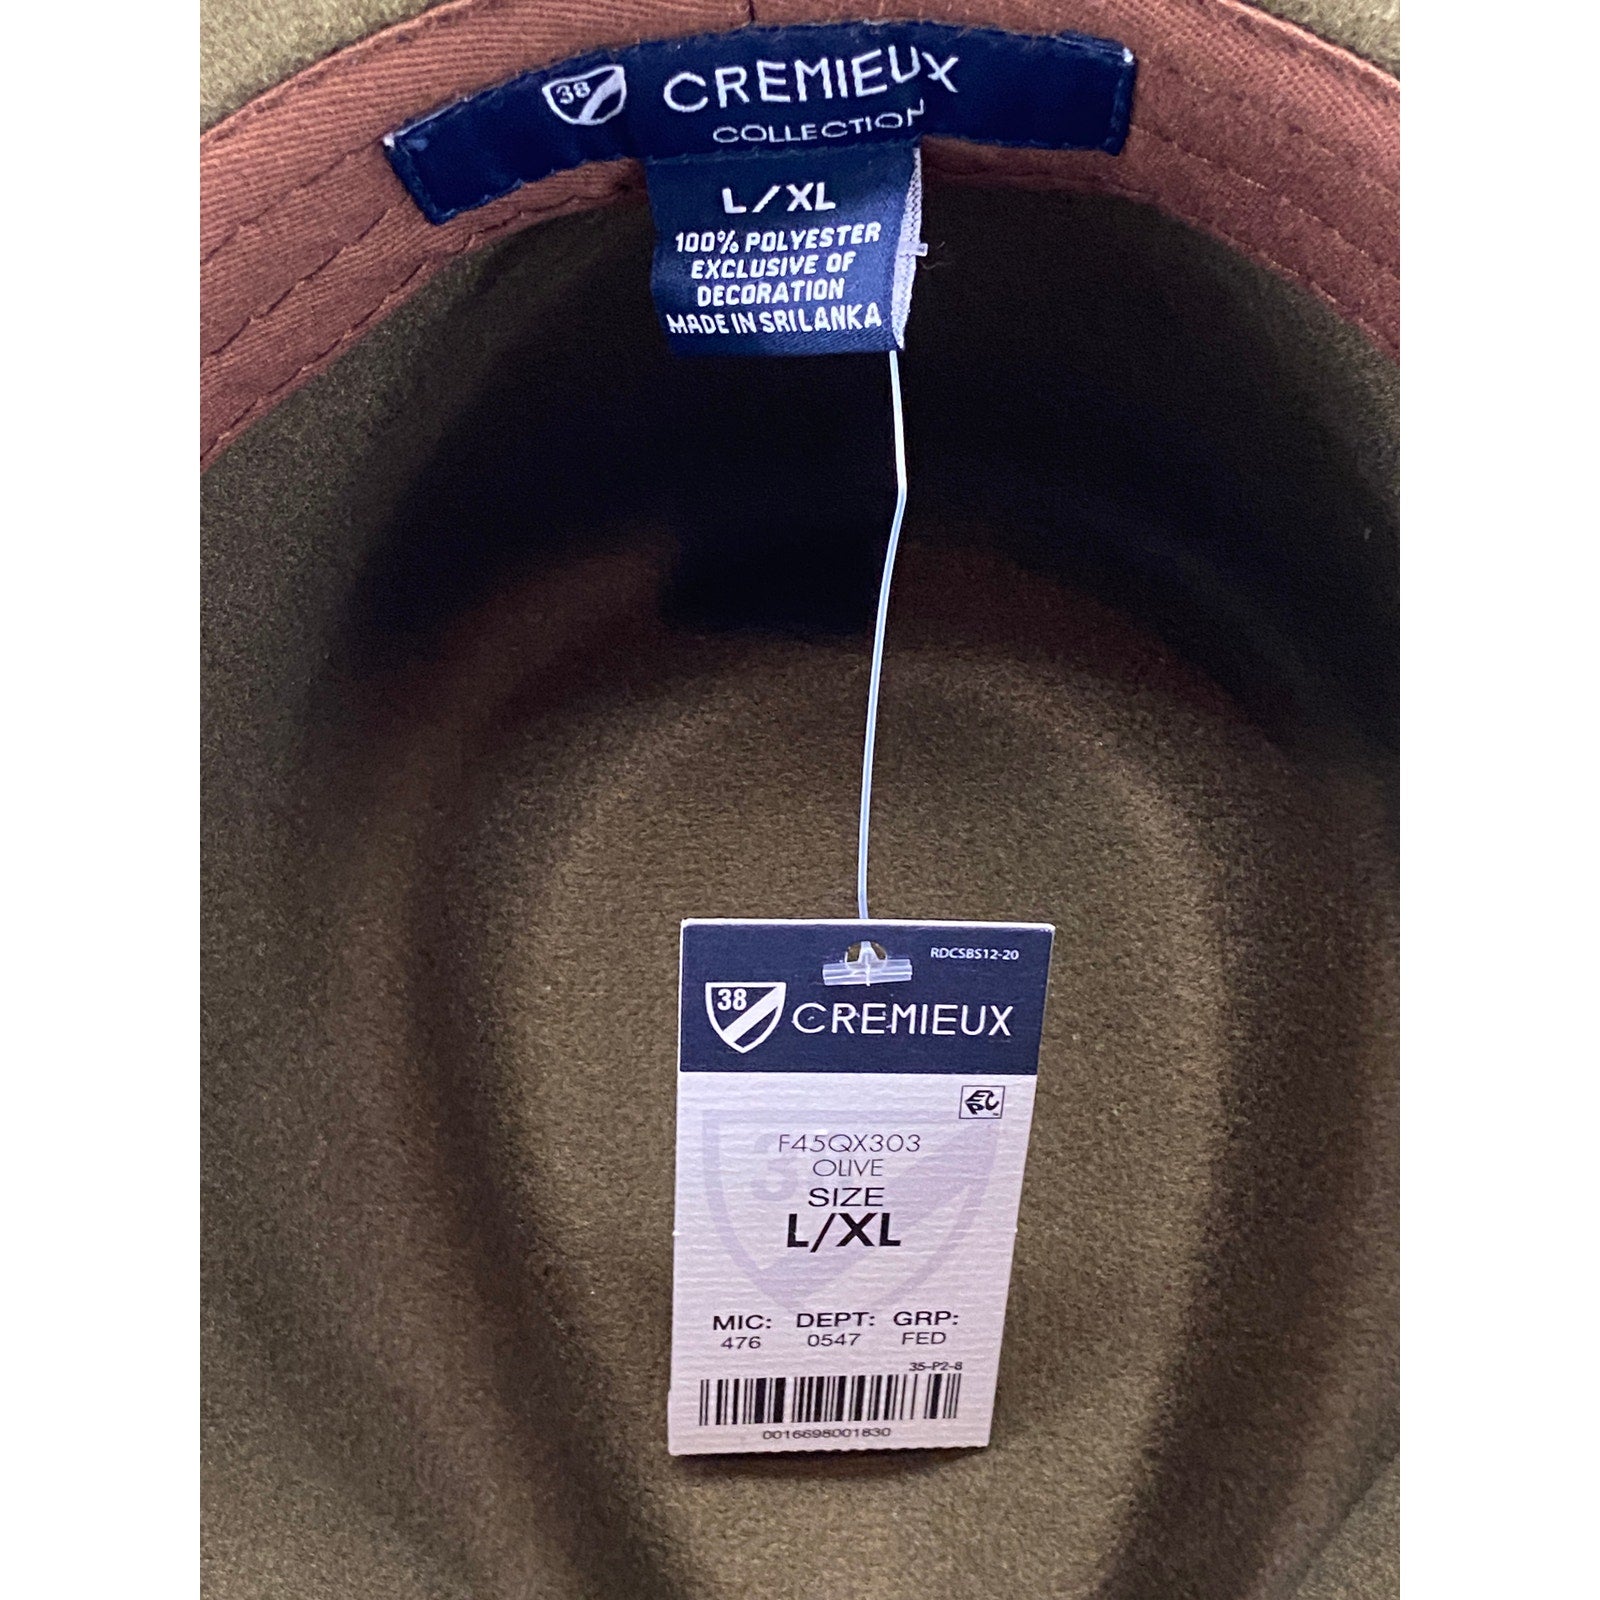 38 CREMIEUX
COLLECTION
L/XL
100% POLYESTER
EXCLUSIVE OF
DECORATION
MADE IN SRI LANKA
RDCSBS12-20
38 CREMIEUX
EPC
F45QX303
OLIVE
SIZE
L/XL
MIC: DEPT: GRP:
476 0547 FED
35-P2-8
0016698001830